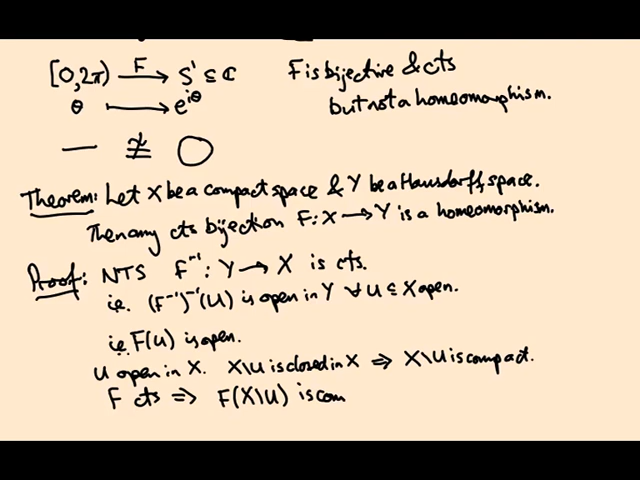 [0,2π) —F→ S¹ ⊆ ℂ   F is bijective & cts
θ ⟼ e^{iθ}   but not a homeomorphism.
— ≇ ○
Theorem: Let X be a compact space & Y be a Hausdorff space.
Then any cts bijection F: X → Y is a homeomorphism.
Proof: NTS F⁻¹: Y → X is cts.
i.e. (F⁻¹)⁻¹(U) is open in Y ∀ U ⊆ X open.
i.e. F(U) is open.
U open in X. X\U is closed in X ⇒ X\U is compact.
F cts ⇒ F(X\U) is com